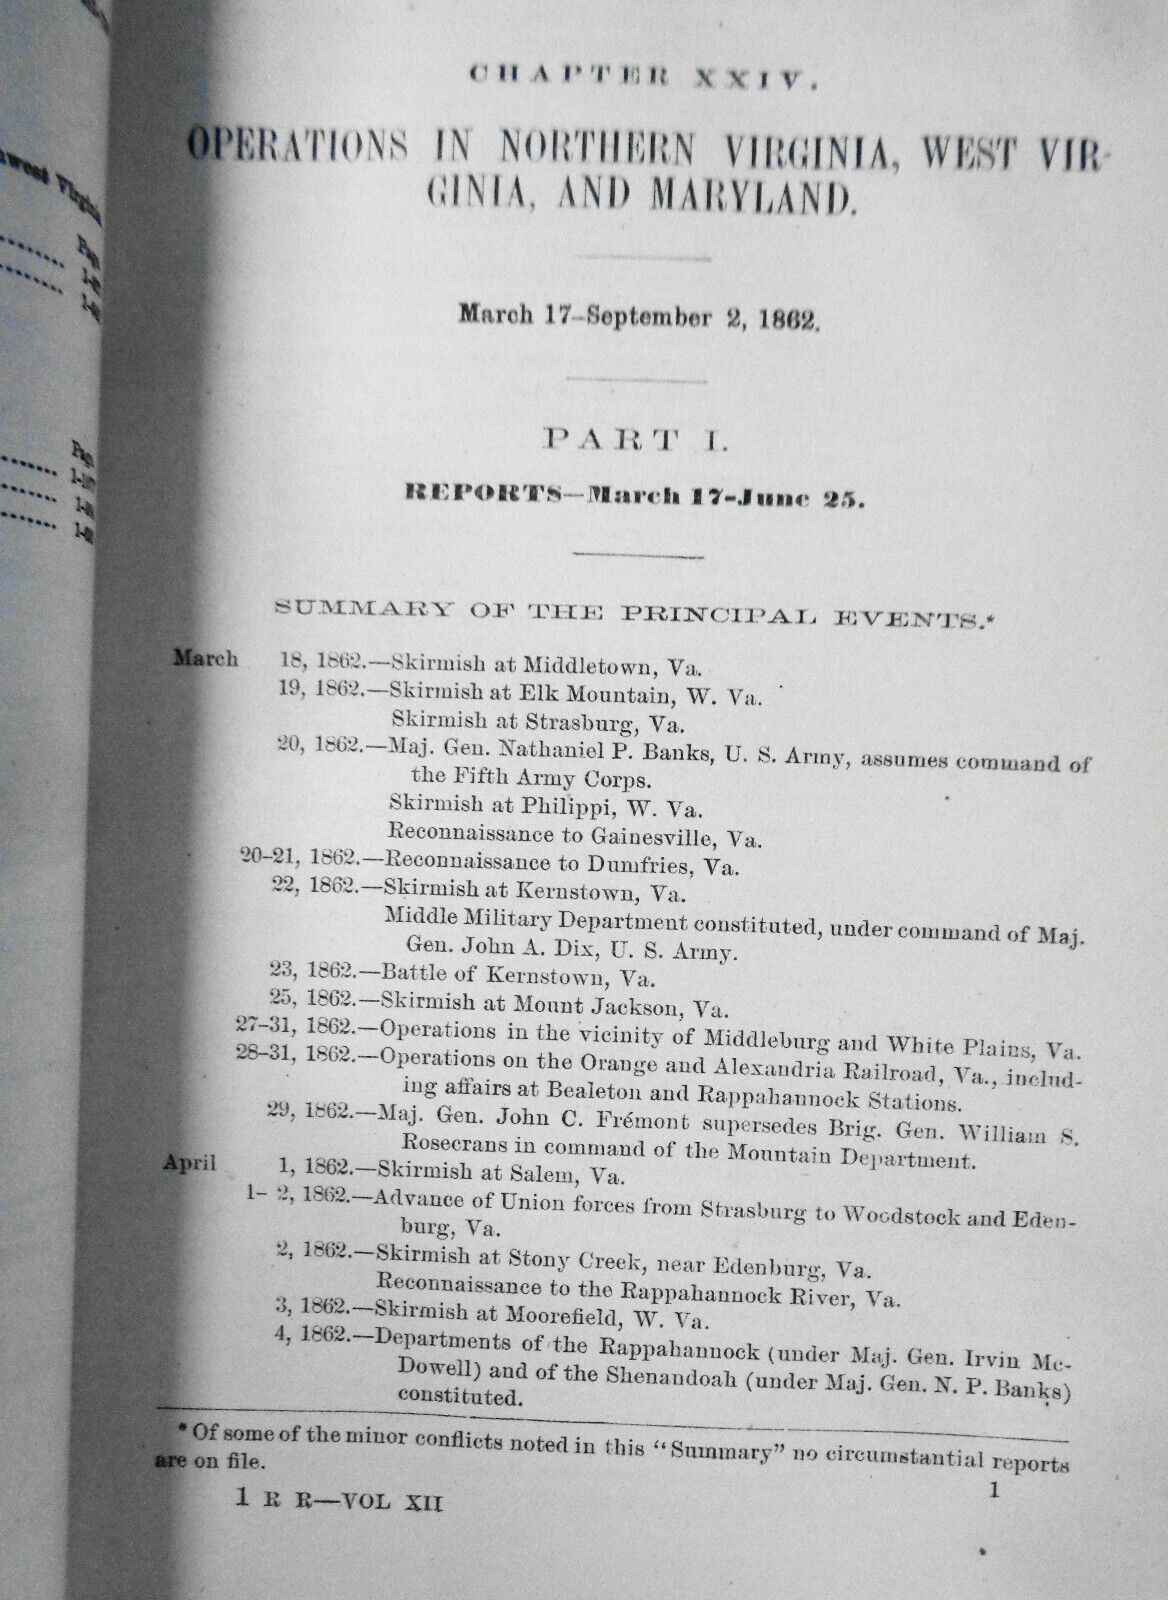 west Virginia
Page
Page
CHAPTER XXIV.
OPERATIONS IN NORTHERN VIRGINIA, WEST VIR-
GINIA, AND MARYLAND.
March 17–September 2, 1862.
PART I.
REPORTS—March 17–June 25.
SUMMARY OF THE PRINCIPAL EVENTS.*
March 18, 1862.—Skirmish at Middletown, Va.
19, 1862.—Skirmish at Elk Mountain, W. Va.
Skirmish at Strasburg, Va.
20, 1862.—Maj. Gen. Nathaniel P. Banks, U. S. Army, assumes command of
the Fifth Army Corps.
Skirmish at Philippi, W. Va.
Reconnaissance to Gainesville, Va.
20–21, 1862.—Reconnaissance to Dumfries, Va.
22, 1862.—Skirmish at Kernstown, Va.
Middle Military Department constituted, under command of Maj.
Gen. John A. Dix, U. S. Army.
23, 1862.—Battle of Kernstown, Va.
25, 1862.—Skirmish at Mount Jackson, Va.
27–31, 1862.—Operations in the vicinity of Middleburg and White Plains, Va.
28–31, 1862.—Operations on the Orange and Alexandria Railroad, Va., includ-
ing affairs at Bealeton and Rappahannock Stations.
29, 1862.—Maj. Gen. John C. Frémont supersedes Brig. Gen. William S.
Rosecrans in command of the Mountain Department.
April 1, 1862.—Skirmish at Salem, Va.
1– 2, 1862.—Advance of Union forces from Strasburg to Woodstock and Eden-
burg, Va.
2, 1862.—Skirmish at Stony Creek, near Edenburg, Va.
Reconnaissance to the Rappahannock River, Va.
3, 1862.—Skirmish at Moorefield, W. Va.
4, 1862.—Departments of the Rappahannock (under Maj. Gen. Irvin Mc-
Dowell) and of the Shenandoah (under Maj. Gen. N. P. Banks)
constituted.
*Of some of the minor conflicts noted in this “Summary” no circumstantial reports
are on file.
1 R R—VOL XII 1